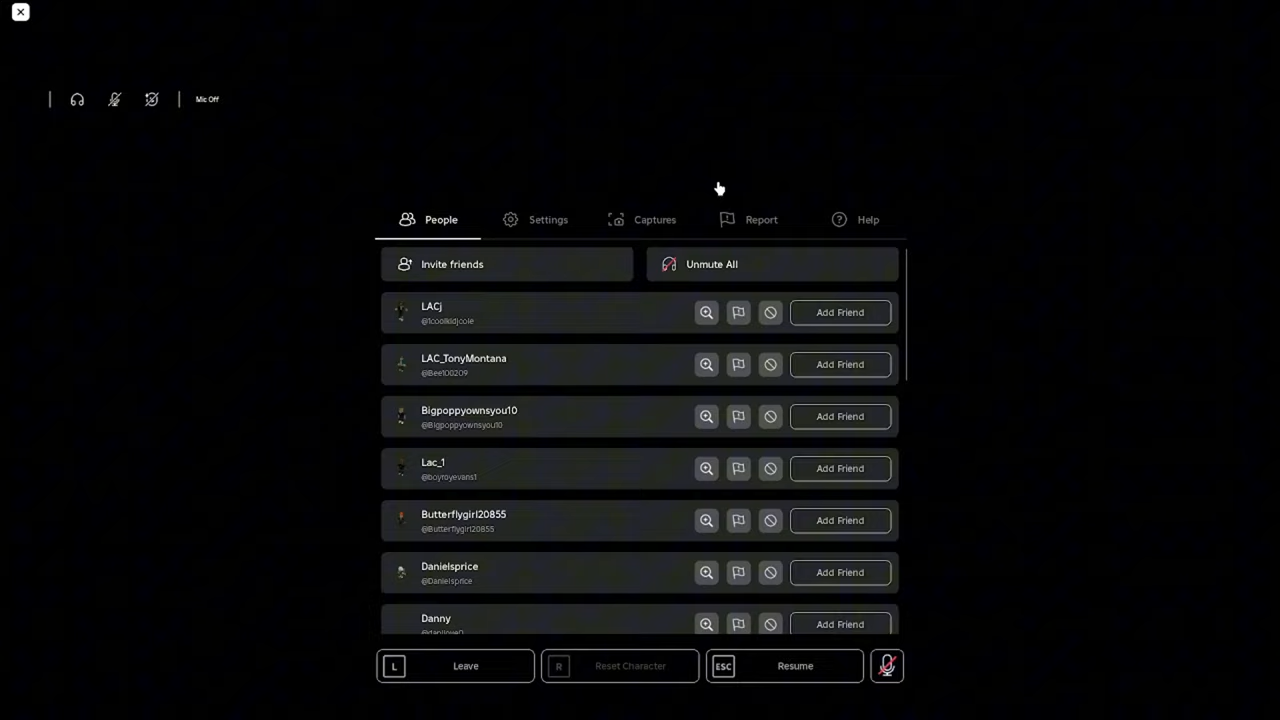 Mic Off
People
Settings
Captures
Report
Help
Invite friends
Unmute All
LACj
@1coolkidjcole
Add Friend
LAC_TonyMontana
@Bee100209
Add Friend
Bigpoppyownsyou10
@Bigpoppyownsyou10
Add Friend
Lac_1
@boyroyevans1
Add Friend
Butterflygirl20855
@Butterflygirl20855
Add Friend
Danielsprice
@Danielsprice
Add Friend
Danny
Add Friend
L Leave
R Reset Character
ESC Resume